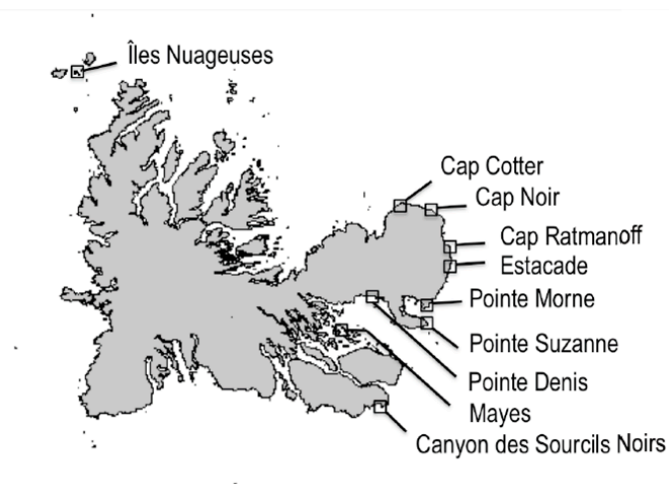 Îles Nuageuses
Cap Cotter
Cap Noir
Cap Ratmanoff
Estacade
Pointe Morne
Pointe Suzanne
Pointe Denis
Mayes
Canyon des Sourcils Noirs